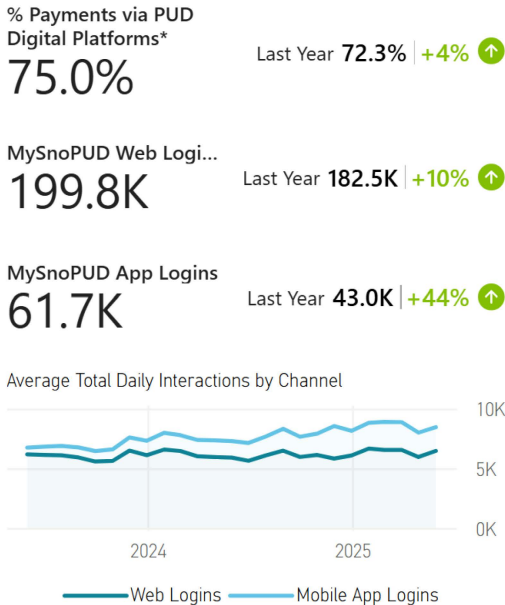 % Payments via PUD
Digital Platforms*
75.0%
Last Year 72.3% +4%
MySnoPUD Web Logi...
199.8K
Last Year 182.5K +10%
MySnoPUD App Logins
61.7K
Last Year 43.0K +44%
Average Total Daily Interactions by Channel
10K
5K
0K
2024 2025
Web Logins Mobile App Logins